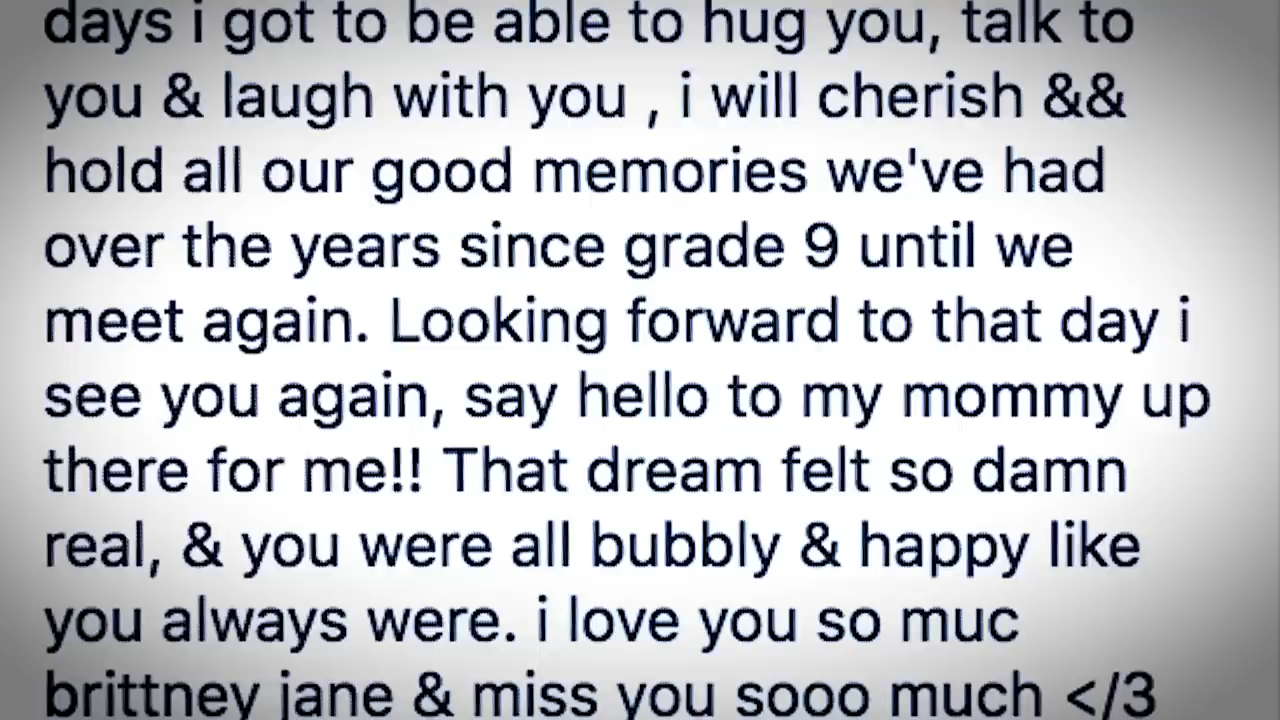 days i got to be able to hug you, talk to
you & laugh with you , i will cherish &&
hold all our good memories we've had
over the years since grade 9 until we
meet again. Looking forward to that day i
see you again, say hello to my mommy up
there for me!! That dream felt so damn
real, & you were all bubbly & happy like
you always were. i love you so muc
brittney jane & miss you sooo much </3